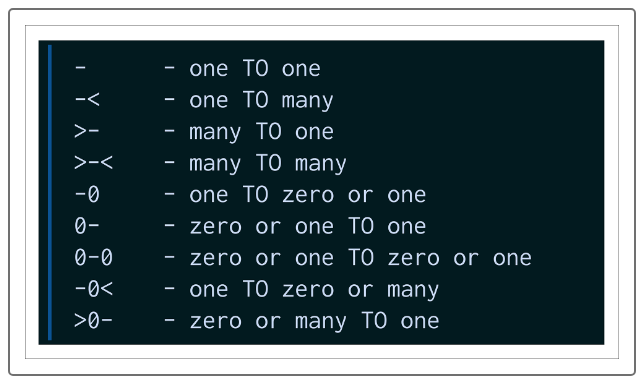 -      - one TO one
-<     - one TO many
>-     - many TO one
>-<    - many TO many
-0     - one TO zero or one
0-     - zero or one TO one
0-0    - zero or one TO zero or one
-0<    - one TO zero or many
>0-    - zero or many TO one